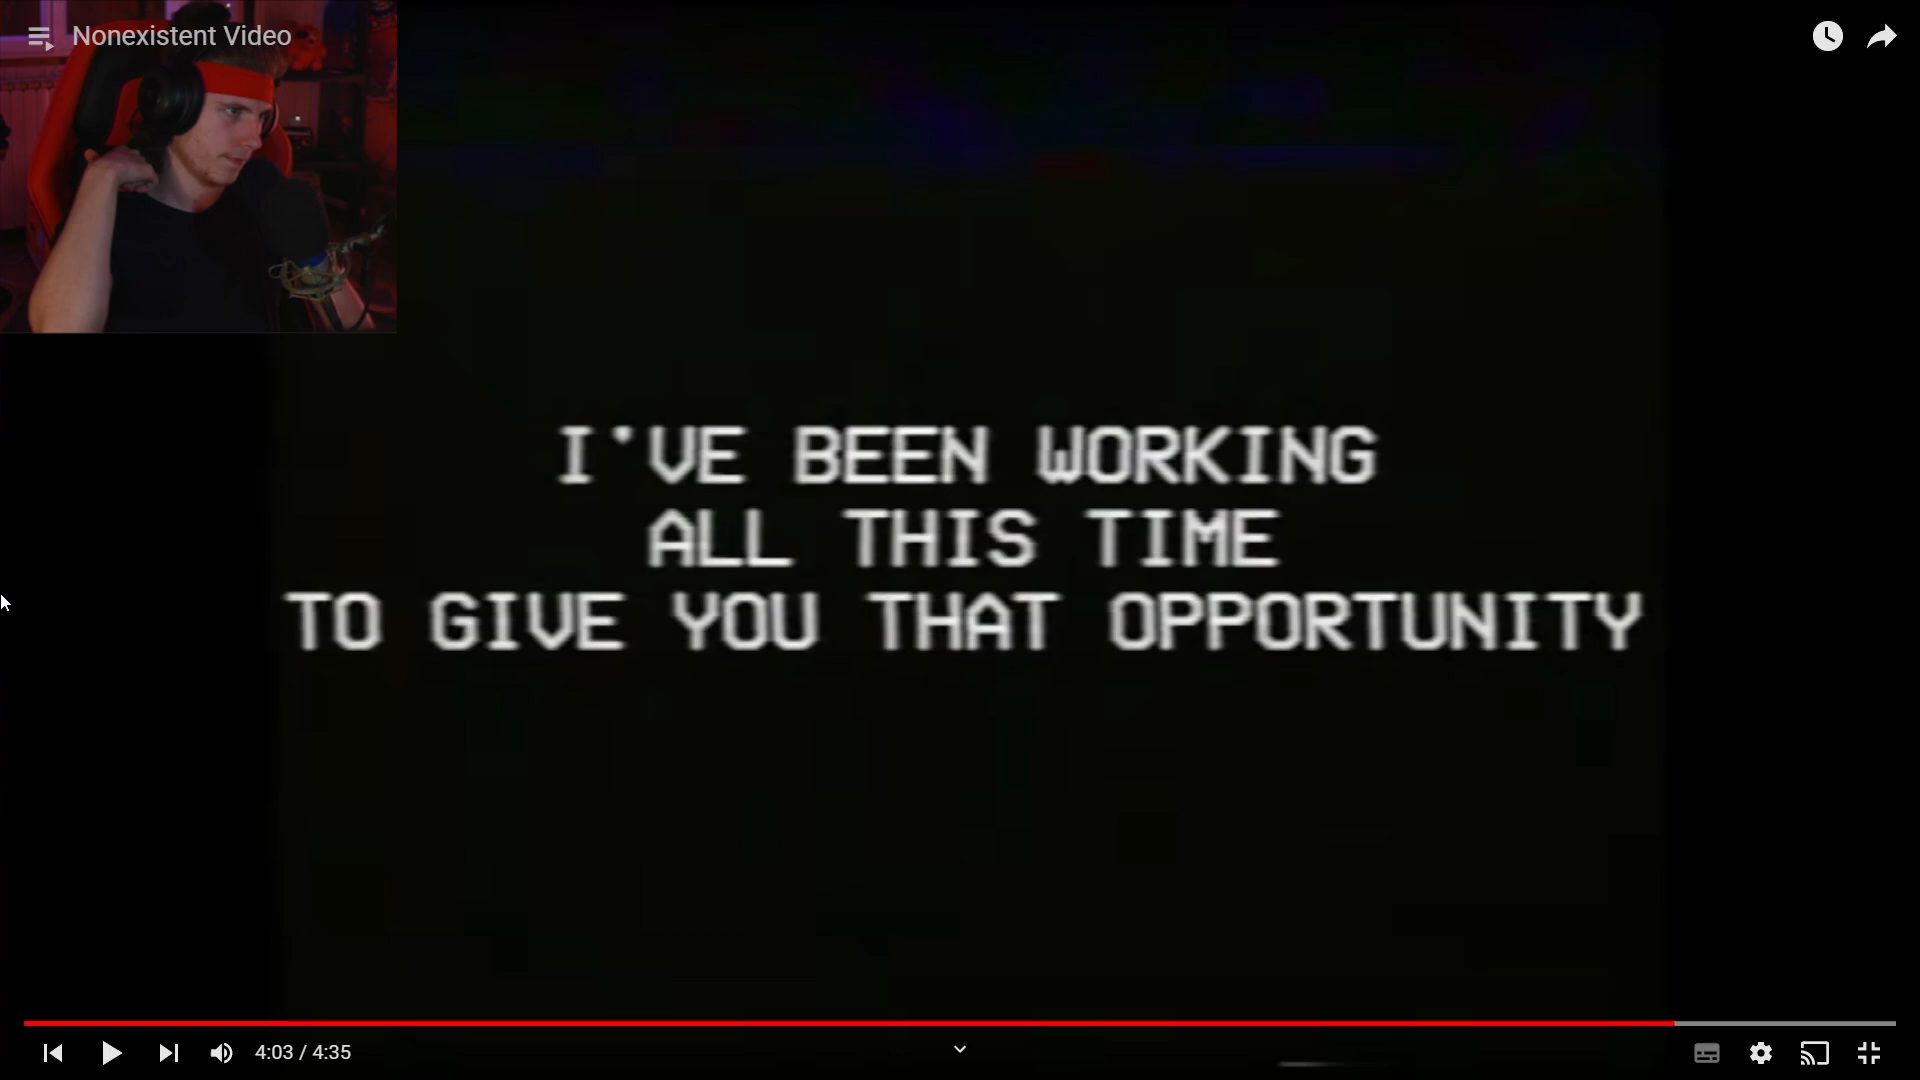 Nonexistent Video
I'VE BEEN WORKING
ALL THIS TIME
TO GIVE YOU THAT OPPORTUNITY
4:03 / 4:35